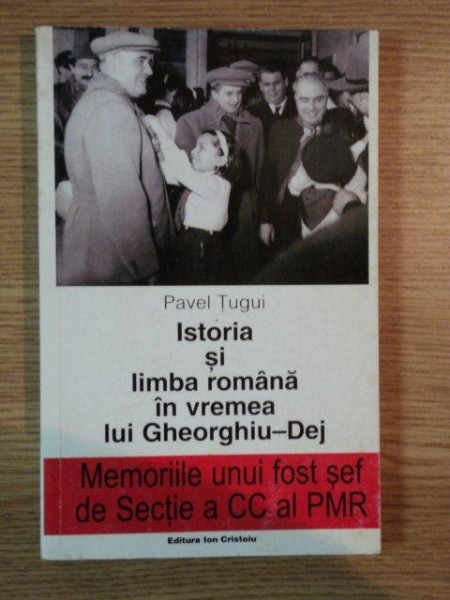 Pavel Țugui
Istoria
și
limba română
în vremea
lui Gheorghiu–Dej
Memoriile unui fost șef
de Secție a CC al PMR
Editura Ion Cristoiu